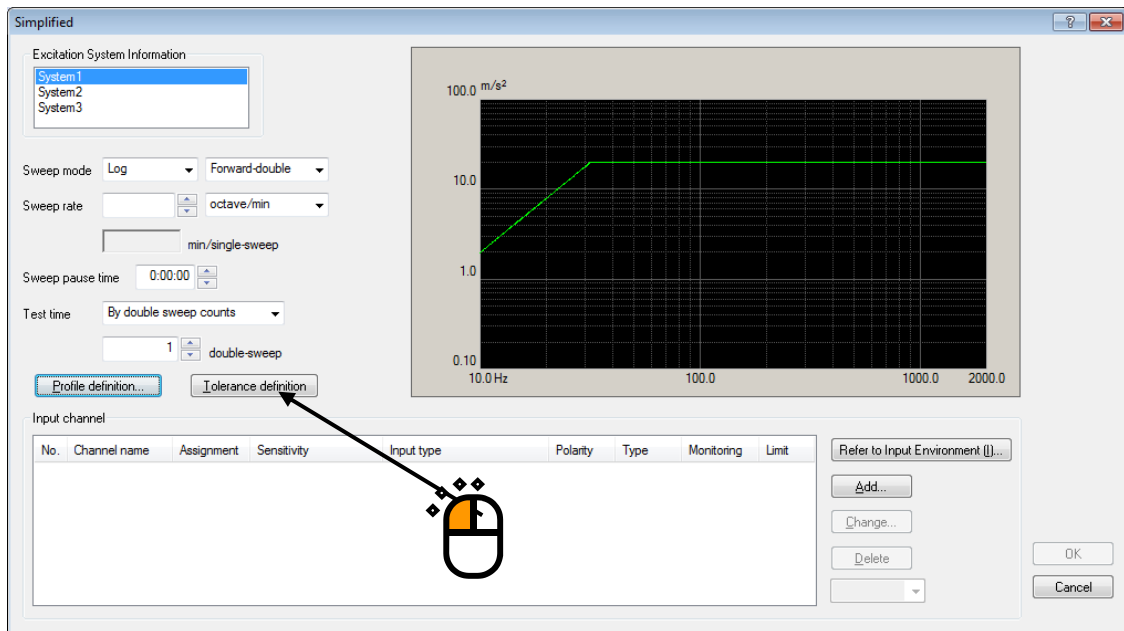 Simplified
Excitation System Information
System1
System2
System3
Sweep mode Log Forward-double
Sweep rate octave/min
min/single-sweep
Sweep pause time 0:00:00
Test time By double sweep counts
1 double-sweep
Profile definition... Tolerance definition
100.0 m/s²
10.0
1.0
0.10
10.0 Hz 100.0 1000.0 2000.0
Input channel
No. Channel name Assignment Sensitivity Input type Polarity Type Monitoring Limit
Refer to Input Environment (I)...
Add...
Change...
Delete
OK
Cancel